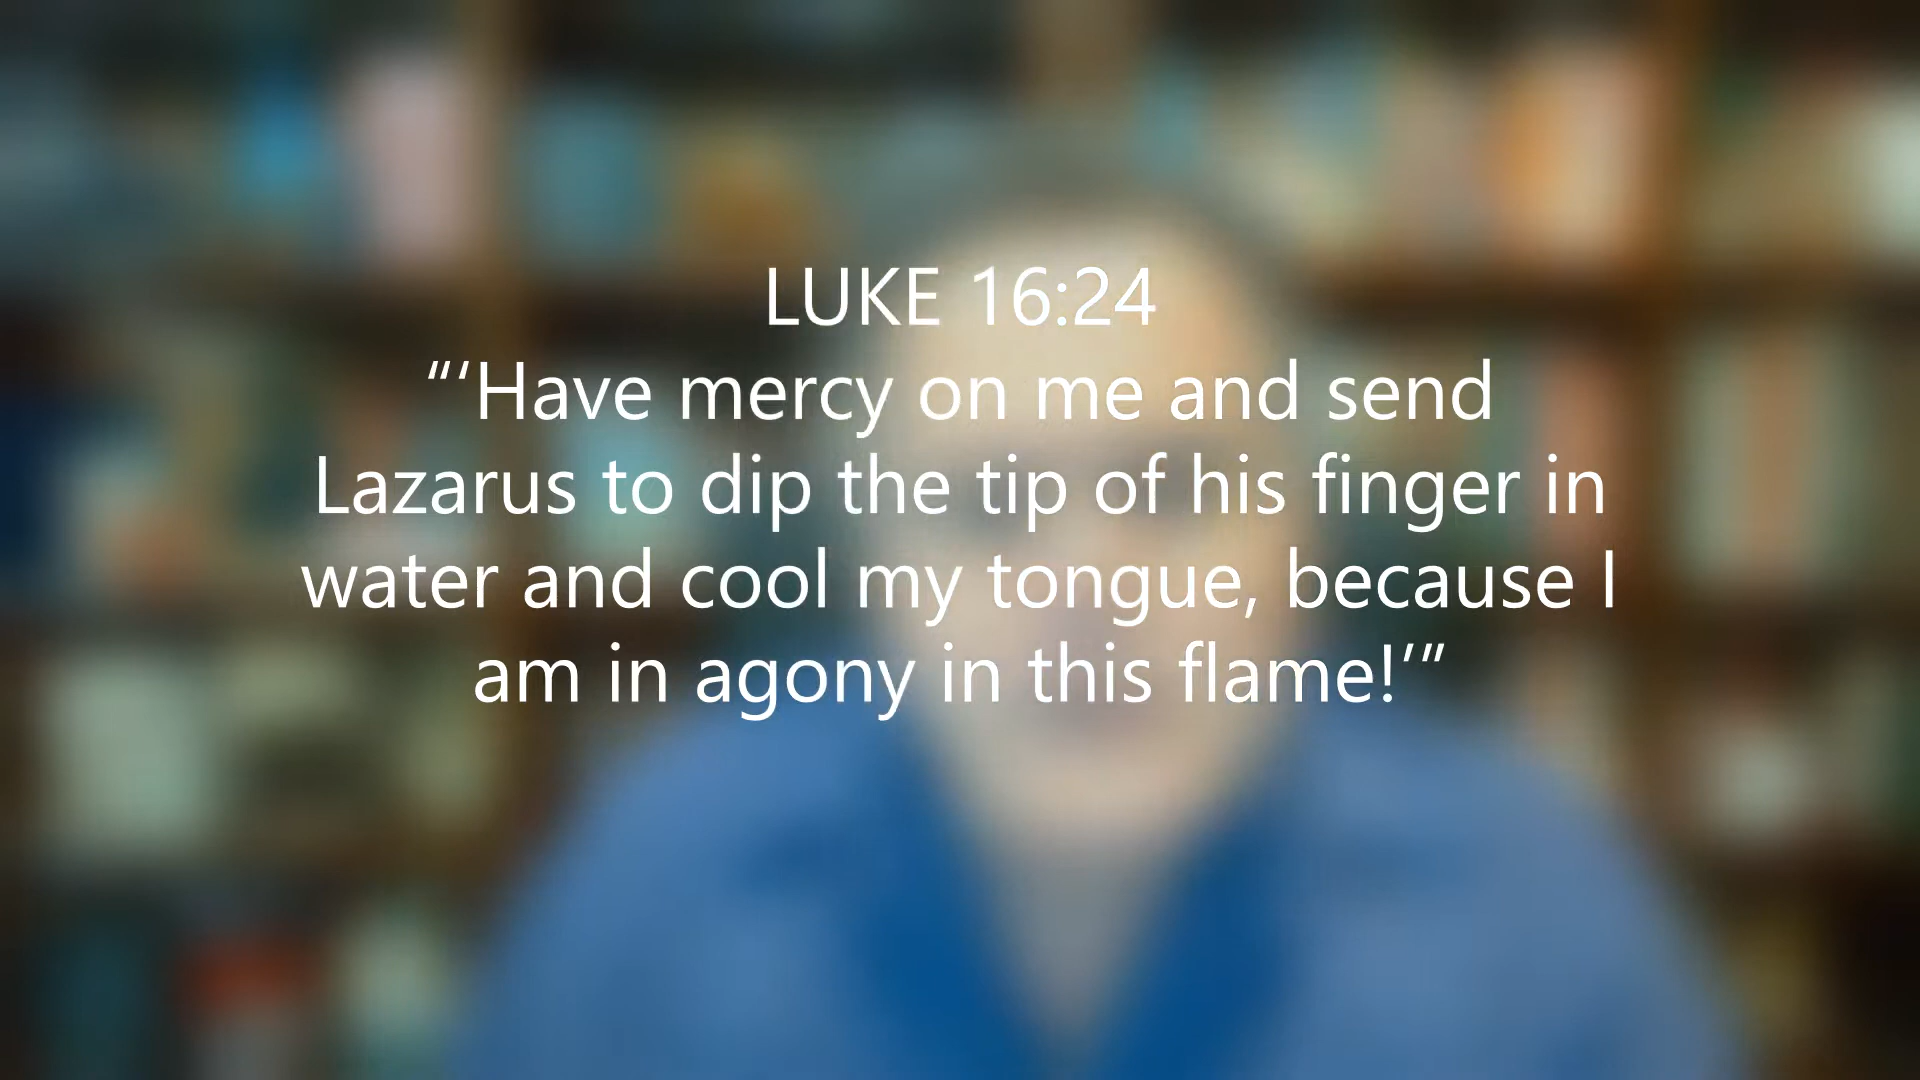 LUKE 16:24
“‘Have mercy on me and send
Lazarus to dip the tip of his finger in
water and cool my tongue, because I
am in agony in this flame!’”